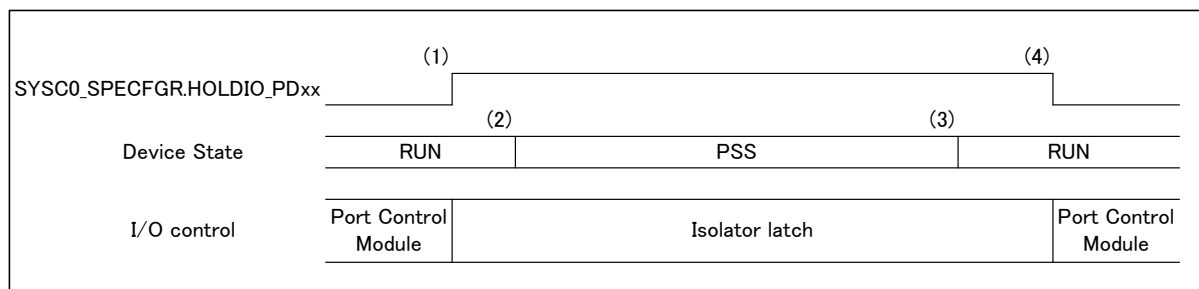 (1) (4)
SYSC0_SPECFGR.HOLDIO_PDxx
(2) (3)
Device State RUN PSS RUN
I/O control Port Control Module Isolator latch Port Control Module